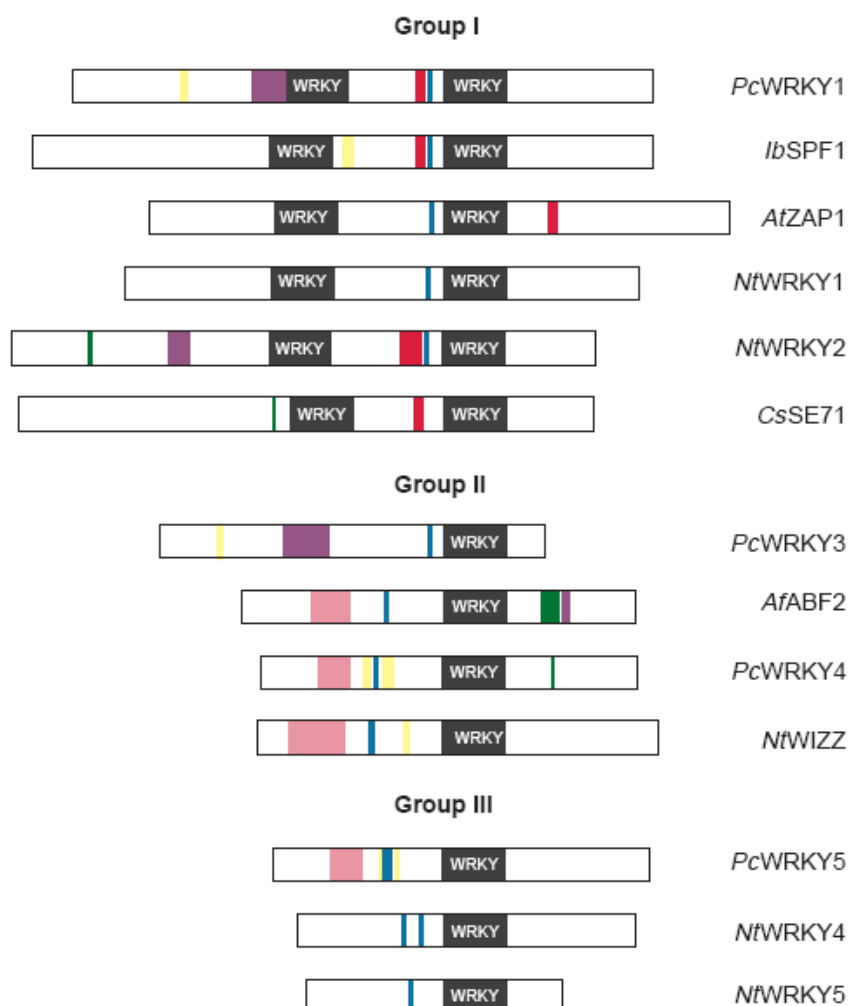 Group I
WRKY WRKY PcWRKY1
WRKY WRKY IbSPF1
WRKY WRKY AtZAP1
WRKY WRKY NtWRKY1
WRKY WRKY NtWRKY2
WRKY WRKY CsSE71
Group II
WRKY PcWRKY3
WRKY AfABF2
WRKY PcWRKY4
WRKY NtWIZZ
Group III
WRKY PcWRKY5
WRKY NtWRKY4
WRKY NtWRKY5